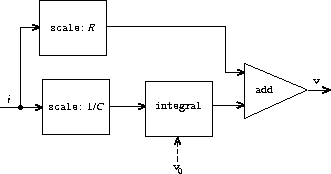 scale: R
i
scale: 1/C
integral
add
v
v₀